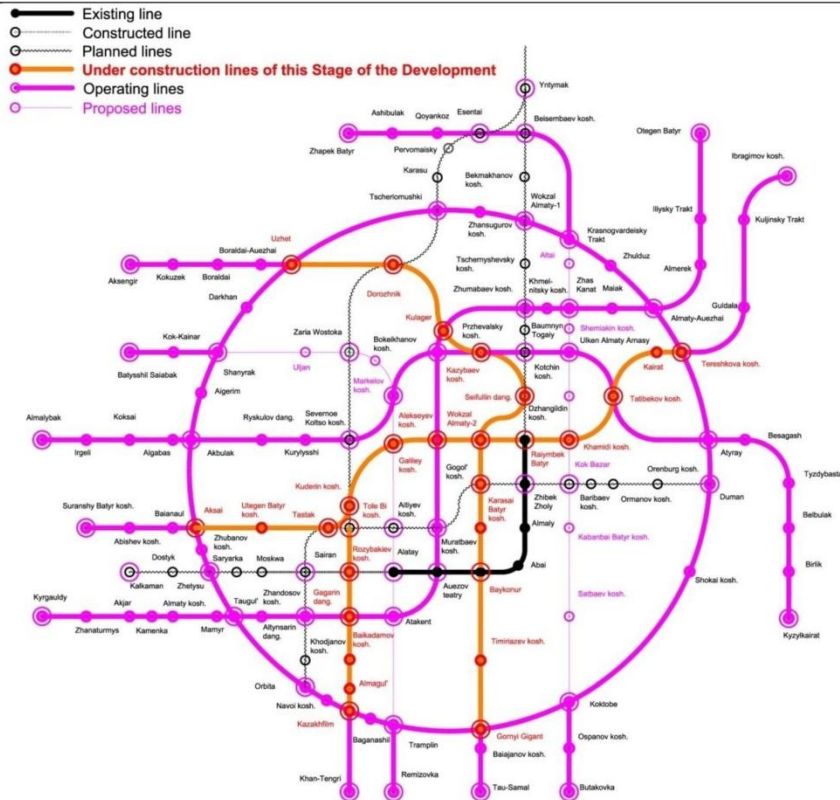 Existing line
Constructed line
Planned lines
Under construction lines of this Stage of the Development
Operating lines
Proposed lines
Yntymak
Ashibulak
Qoyankoz
Esentai
Beisembaev kosh.
Otegen Batyr
Zhapek Batyr
Pervomaisky
Ibragimov kosh.
Karasu
Bekmakhanov
kosh.
Tscheriomushki
Wokzal
Almaty-1
Zhansugurov
kosh.
Krasnogvardeisky
Trakt
Iliysky Trakt
Kuljinsky Trakt
Uzhet
Boraldai-Auezhai
Altai
Zhulduz
Aksengir
Kokuzek
Boraldai
Dorozhnik
Tschernyshevsky
kosh.
Almerek
Darkhan
Zhumabaev kosh.
Khmel-
nitsky kosh.
Zhas
Kanat
Maiak
Guldala
Kulager
Almaty-Auezhai
Kok-Kainar
Zaria Wostoka
Bokeikhanov
kosh.
Przhevalsky
kosh.
Baumnyn
Togaiy
Shemiakin kosh.
Ulken Almaty Arnasy
Batysshil Saiabak
Shanyrak
Uljan
Markelov
kosh.
Kazybaev
kosh.
Kotchin
kosh.
Kairat
Tereshkova kosh.
Aigerim
Seifullin dang.
Dzhangildin
kosh.
Tatibekov kosh.
Almalybak
Koksai
Ryskulov dang.
Severnoe
Koltso kosh.
Alekseyev
kosh.
Wokzal
Almaty-2
Irgeli
Algabas
Akbulak
Kurylysshi
Galiley
kosh.
Raiymbek
Batyr
Khamidi kosh.
Atyray
Besagash
Gogol'
kosh.
Kok Bazar
Orenburg kosh.
Tyzdybasta
Kuderin kosh.
Suranshy Batyr kosh.
Aksai
Utegen Batyr
kosh.
Tastak
Tole Bi
kosh.
Aitiyev
kosh.
Karasai
Batyr
kosh.
Zhibek
Zholy
Baribaev
kosh.
Ormanov kosh.
Duman
Baianaul
Abishev kosh.
Zhubanov
kosh.
Muratbaev
kosh.
Almaly
Kabanbai Batyr kosh.
Belbulak
Dostyk
Saryarka
Moskwa
Sairan
Rozybakiev
kosh.
Alatay
Abai
Kalkaman
Zhetysu
Zhandosov
kosh.
Gagarin
dang.
Auezov
teatry
Baykonur
Satbaev kosh.
Shokai kosh.
Birlik
Kyrgauldy
Akjar
Almaty kosh.
Taugul'
Zhanaturmys
Kamenka
Mamyr
Altynsarin
dang.
Baikadamov
kosh.
Atakent
Kyzylkairat
Khodjanov
kosh.
Timiriazev kosh.
Orbita
Almagul'
Navoi kosh.
Kazakhfilm
Baganashil
Tramplin
Gornyi Gigant
Koktobe
Baiajanov kosh.
Ospanov kosh.
Khan-Tengri
Remizovka
Tau-Samal
Butakovka